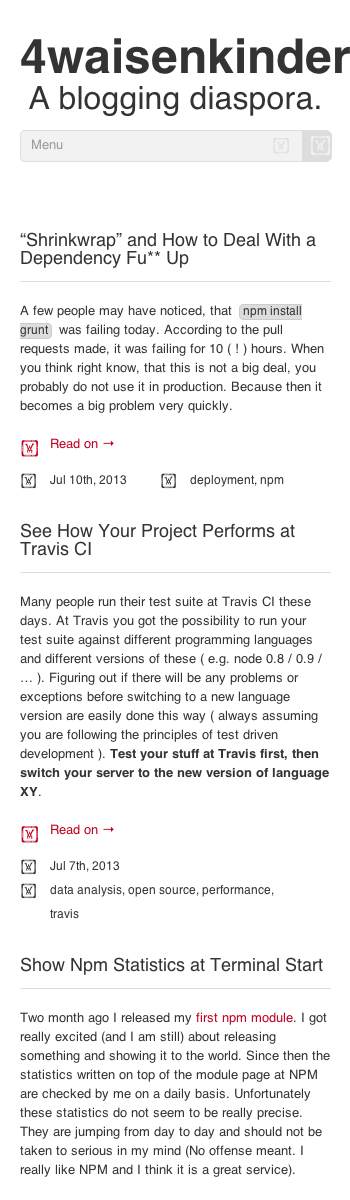 4waisenkinder
A blogging diaspora.
Menu
“Shrinkwrap” and How to Deal With a
Dependency Fu** Up
A few people may have noticed, that npm install
grunt was failing today. According to the pull
requests made, it was failing for 10 ( ! ) hours. When
you think right know, that this is not a big deal, you
probably do not use it in production. Because then it
becomes a big problem very quickly.
Read on →
Jul 10th, 2013 deployment, npm
See How Your Project Performs at
Travis CI
Many people run their test suite at Travis CI these
days. At Travis you got the possibility to run your
test suite against different programming languages
and different versions of these ( e.g. node 0.8 / 0.9 /
… ). Figuring out if there will be any problems or
exceptions before switching to a new language
version are easily done this way ( always assuming
you are following the principles of test driven
development ). Test your stuff at Travis first, then
switch your server to the new version of language
XY.
Read on →
Jul 7th, 2013
data analysis, open source, performance,
travis
Show Npm Statistics at Terminal Start
Two month ago I released my first npm module. I got
really excited (and I am still) about releasing
something and showing it to the world. Since then the
statistics written on top of the module page at NPM
are checked by me on a daily basis. Unfortunately
these statistics do not seem to be really precise.
They are jumping from day to day and should not be
taken to serious in my mind (No offense meant. I
really like NPM and I think it is a great service).